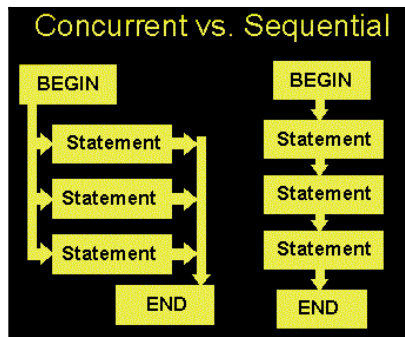 Concurrent vs. Sequential
BEGIN
Statement
Statement
Statement
END
BEGIN
Statement
Statement
Statement
END